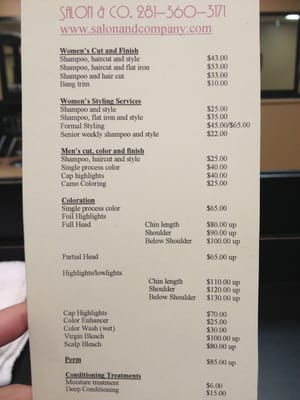 SALON & CO. 281-360-3171
www.salonandcompany.com
Women's Cut and Finish
Shampoo, haircut and style $43.00
Shampoo, haircut and flat iron $53.00
Shampoo and hair cut $33.00
Bang trim $10.00
Women's Styling Services
Shampoo and style $25.00
Shampoo, flat iron and style $35.00
Formal Styling $45.00/$65.00
Senior weekly shampoo and style $22.00
Men's cut, color and finish
Shampoo, haircut and style $25.00
Single process color $40.00
Cap highlights $40.00
Camo Coloring $25.00
Coloration
Single process color $65.00
Foil Highlights
Full Head Chin length $80.00 up
Shoulder $90.00 up
Below Shoulder $100.00 up
Partial Head $65.00 up
Highlights/lowlights
Chin length $110.00 up
Shoulder $120.00 up
Below Shoulder $130.00 up
Cap Highlights $70.00
Color Enhancer $25.00
Color Wash (wet) $30.00
Virgin Bleach $100.00 up
Scalp Bleach $80.00 up
Perm $85.00 up
Conditioning Treatments
Moisture treatment $6.00
Deep Conditioning $15.00